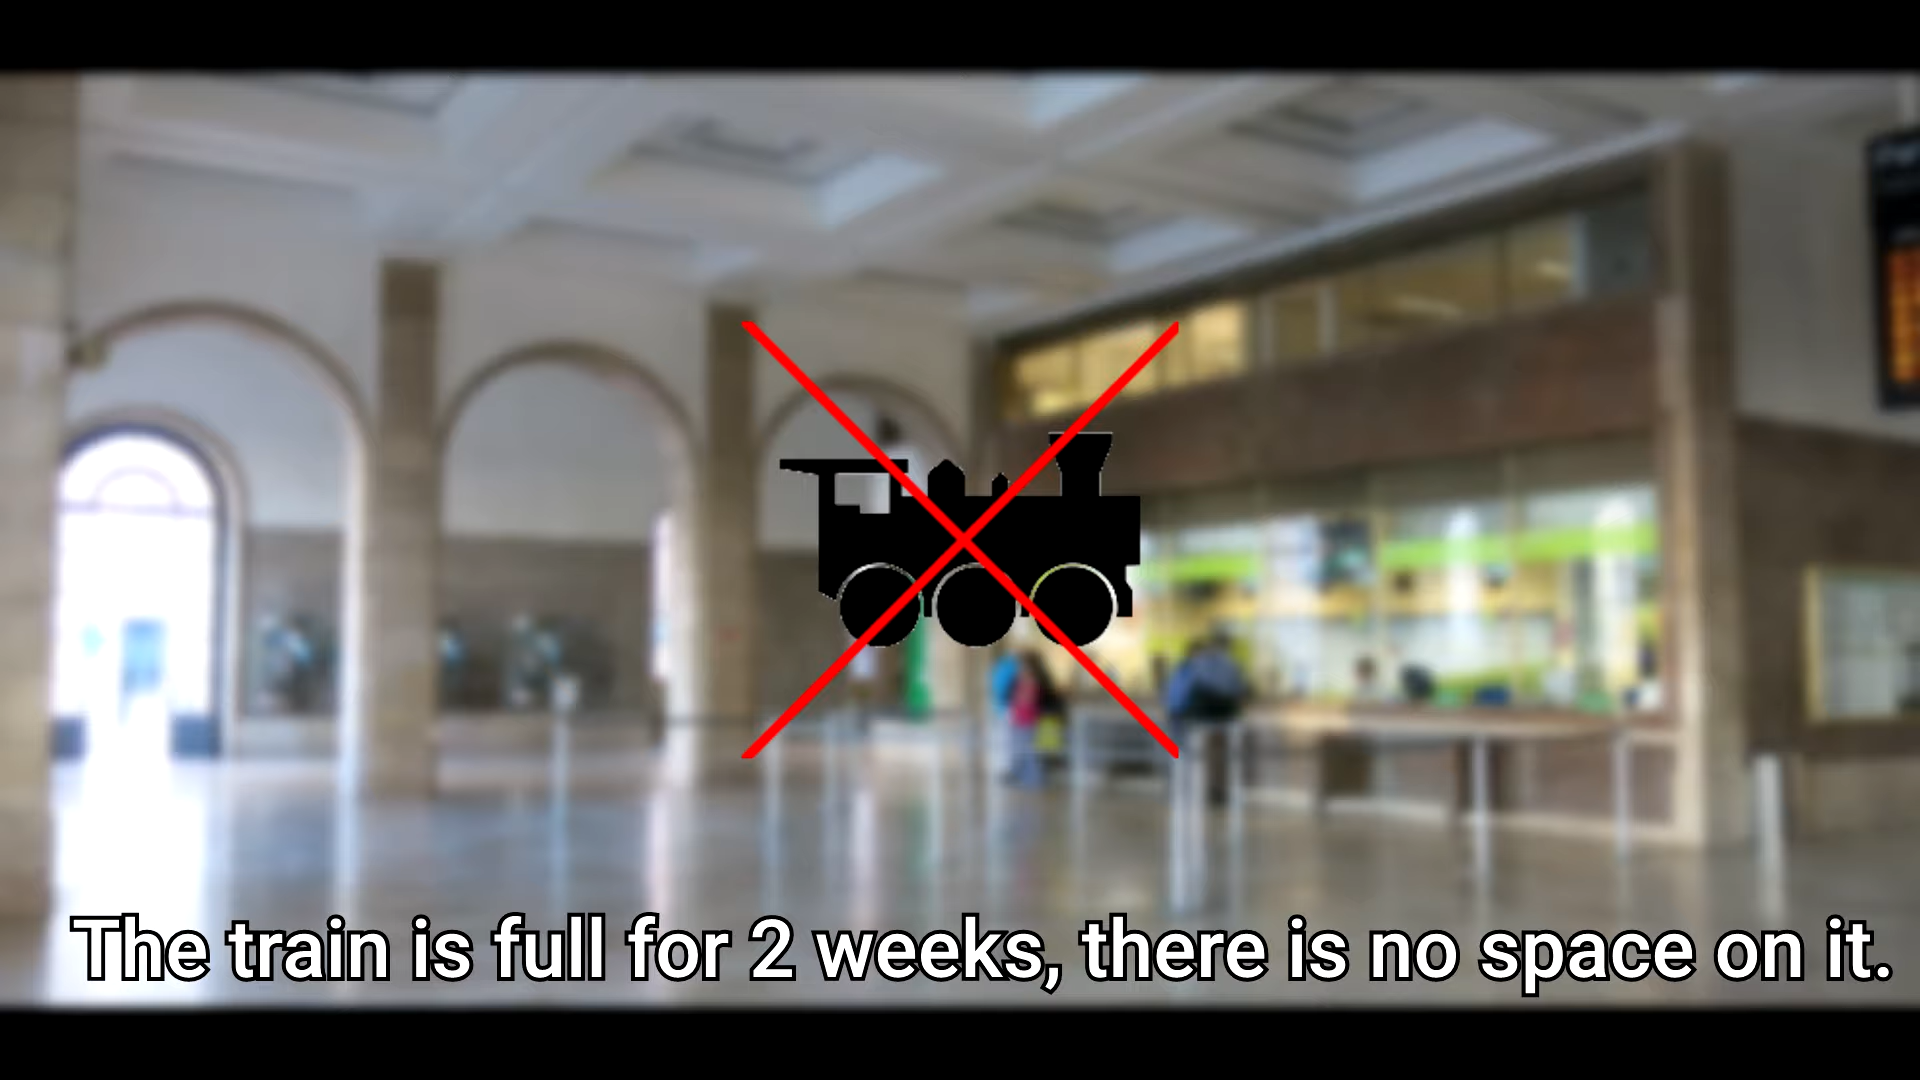 The train is full for 2 weeks, there is no space on it.